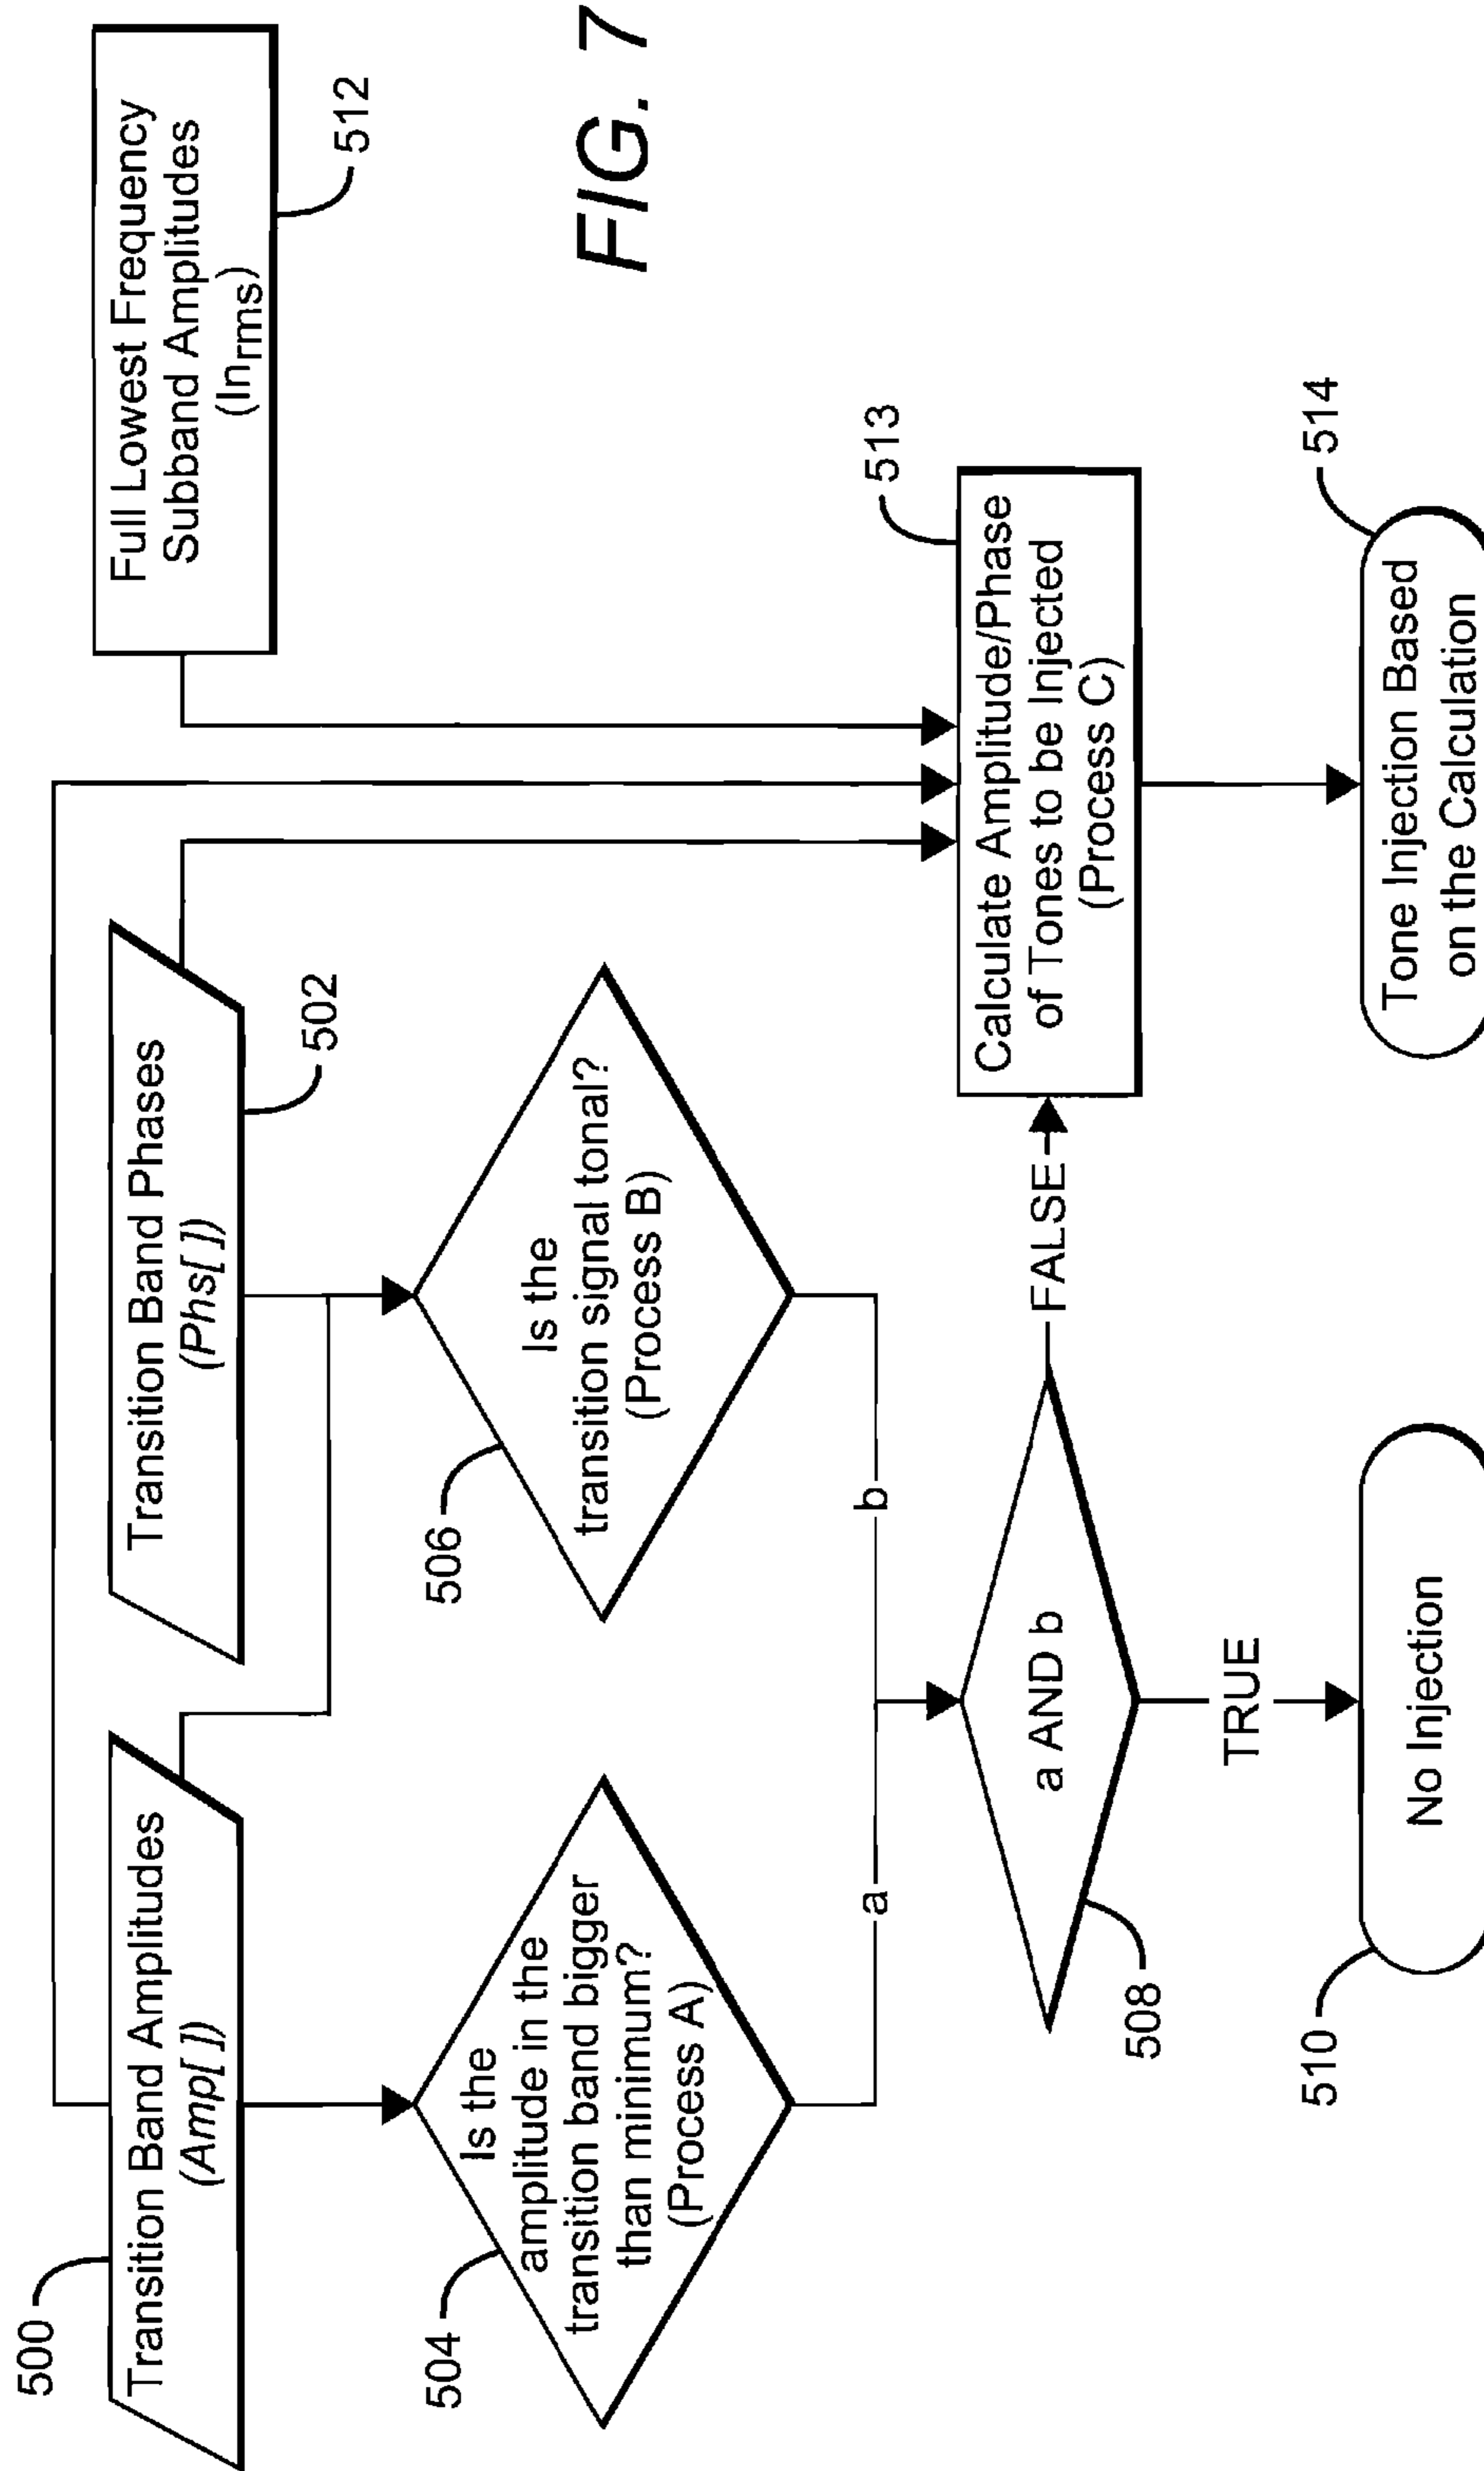 500
Transition Band Amplitudes
(Amp[ ])
Transition Band Phases
(Phs[ ])
502
Full Lowest Frequency
Subband Amplitudes
(Inrms)
512
504
Is the
amplitude in the
transition band bigger
than minimum?
(Process A)
506
Is the
transition signal tonal?
(Process B)
FIG. 7
a
b
508
a AND b
FALSE
513
Calculate Amplitude/Phase
of Tones to be Injected
(Process C)
TRUE
510
No Injection
514
Tone Injection Based
on the Calculation